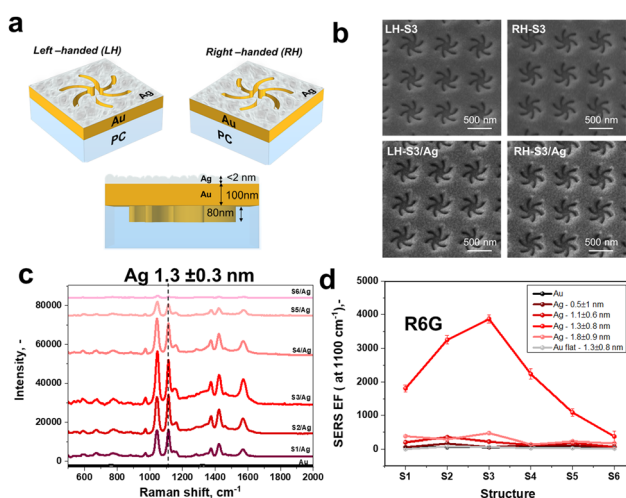 a
Left –handed (LH)
Right-handed (RH)
Ag
Au
PC
Ag
Au
PC
Ag
<2 nm
Au
100nm
80nm
b
LH-S3
RH-S3
500 nm
500 nm
LH-S3/Ag
RH-S3/Ag
500 nm
500 nm
c
Ag 1.3 ±0.3 nm
Intensity, -
80000
60000
40000
20000
0
S6/Ag
S5/Ag
S4/Ag
S3/Ag
S2/Ag
S1/Ag
Au
600 800 1000 1200 1400 1600 1800 2000
Raman shift, cm-1
d
R6G
SERS EF ( at 1100 cm-1),-
5000
4000
3000
2000
1000
0
Au
Ag - 0.5±1 nm
Ag - 1.1±0.6 nm
Ag - 1.3±0.8 nm
Ag - 1.8±0.9 nm
Au flat - 1.3±0.8 nm
S1 S2 S3 S4 S5 S6
Structure